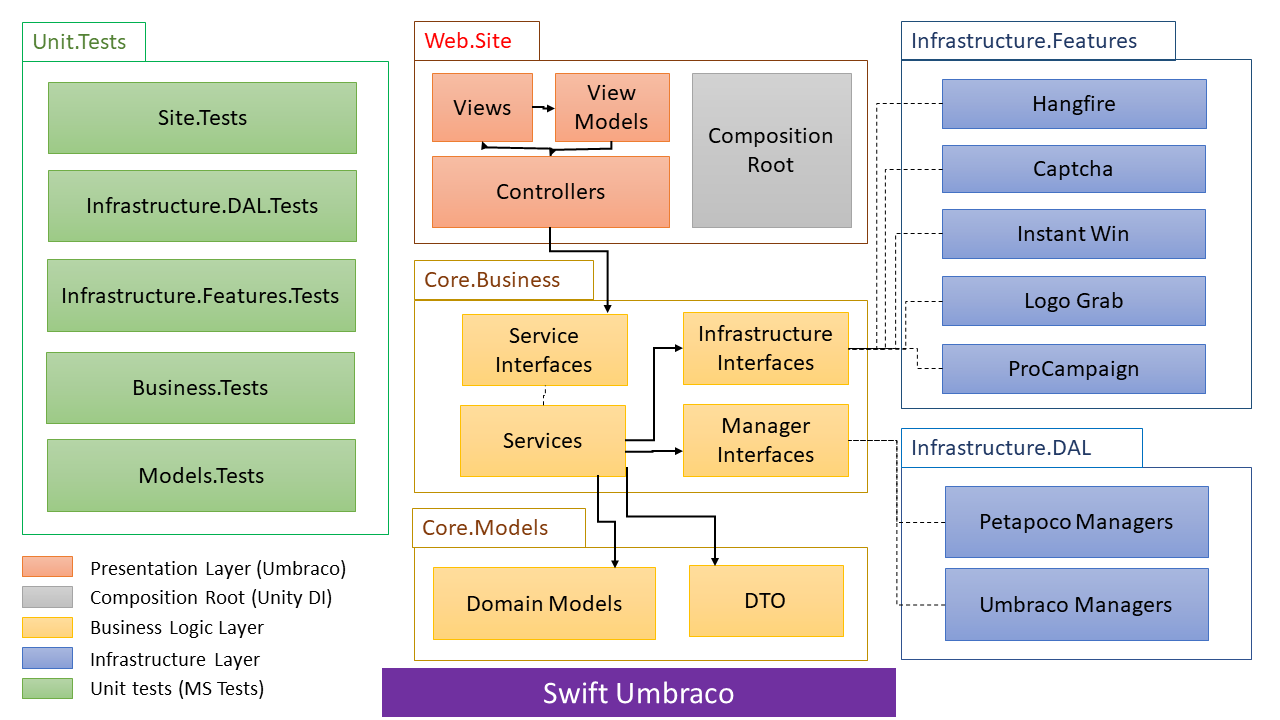 Unit.Tests
Site.Tests
Infrastructure.DAL.Tests
Infrastructure.Features.Tests
Business.Tests
Models.Tests
Presentation Layer (Umbraco)
Composition Root (Unity DI)
Business Logic Layer
Infrastructure Layer
Unit tests (MS Tests)
Web.Site
Views
View
Models
Controllers
Composition
Root
Core.Business
Service
Interfaces
Infrastructure
Interfaces
Services
Manager
Interfaces
Core.Models
Domain Models
DTO
Swift Umbraco
Infrastructure.Features
Hangfire
Captcha
Instant Win
Logo Grab
ProCampaign
Infrastructure.DAL
Petapoco Managers
Umbraco Managers